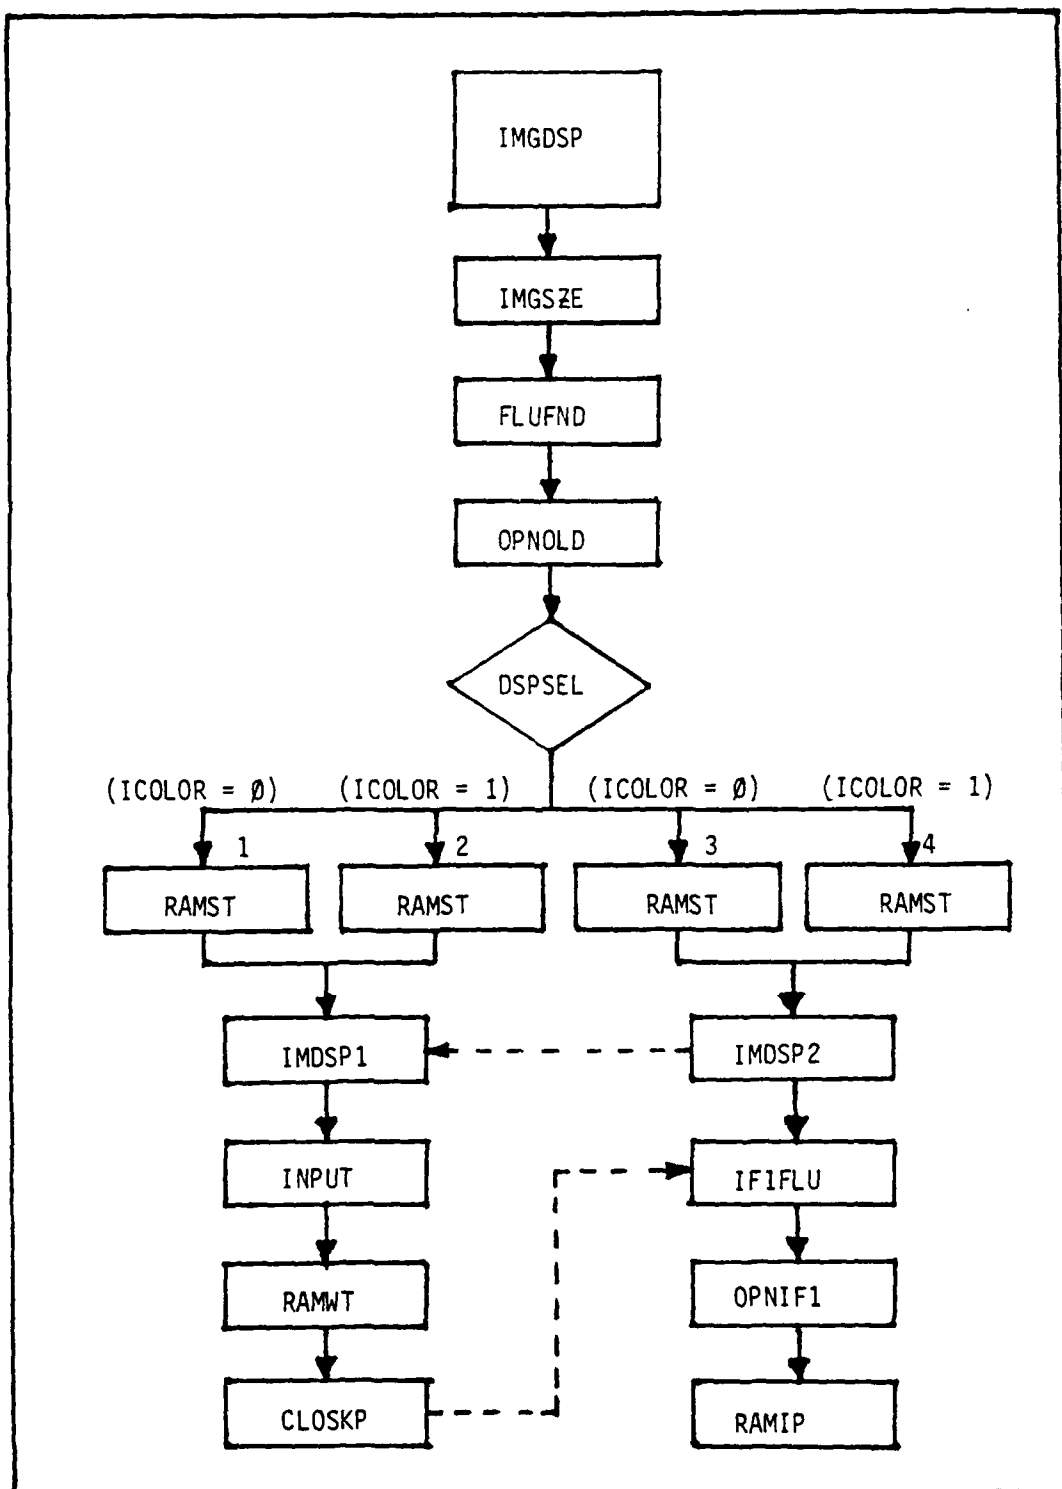 IMGDSP
IMGSZE
FLUFND
OPNOLD
DSPSEL
(ICOLOR = Ø) (ICOLOR = 1) (ICOLOR = Ø) (ICOLOR = 1)
1 2 3 4
RAMST RAMST RAMST RAMST
IMDSP1 IMDSP2
INPUT IF1FLU
RAMWT OPNIF1
CLOSKP RAMIP